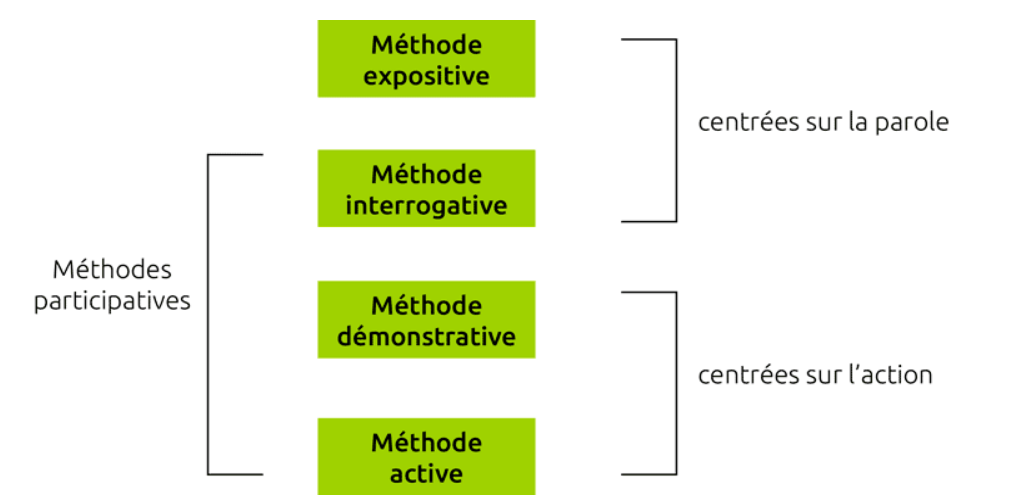 Méthode
expositive
centrées sur la parole
Méthode
interrogative
Méthodes
participatives
Méthode
démonstrative
centrées sur l’action
Méthode
active